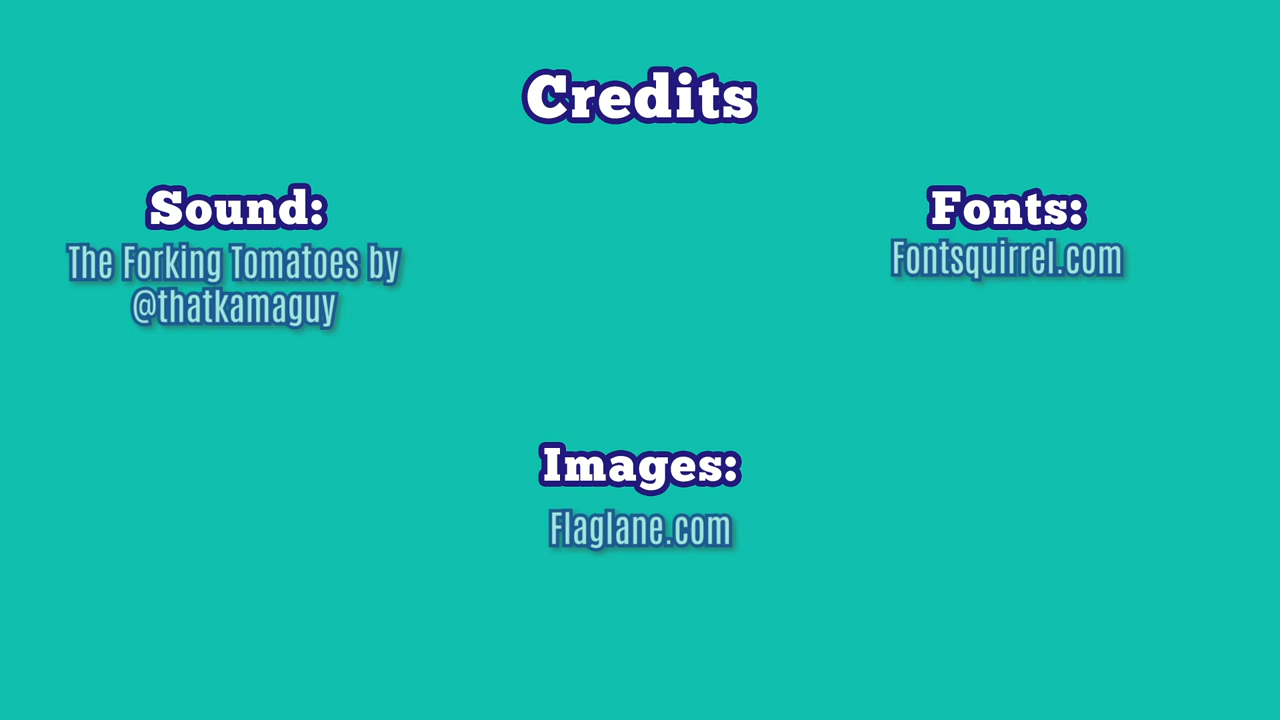 Credits
Sound:
The Forking Tomatoes by
@thatkamaguy
Fonts:
Fontsquirrel.com
Images:
Flaglane.com